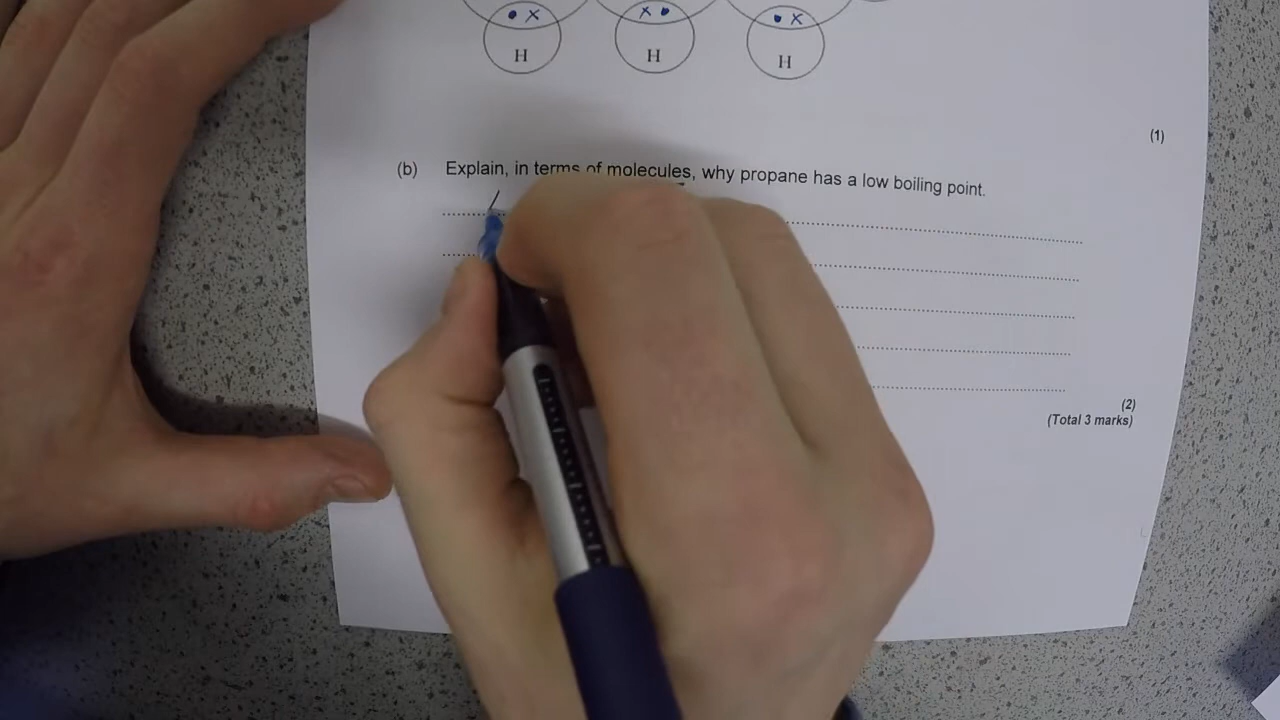 • X X • • X
H H H
(1)
(b) Explain, in terms of molecules, why propane has a low boiling point.
(2)
(Total 3 marks)